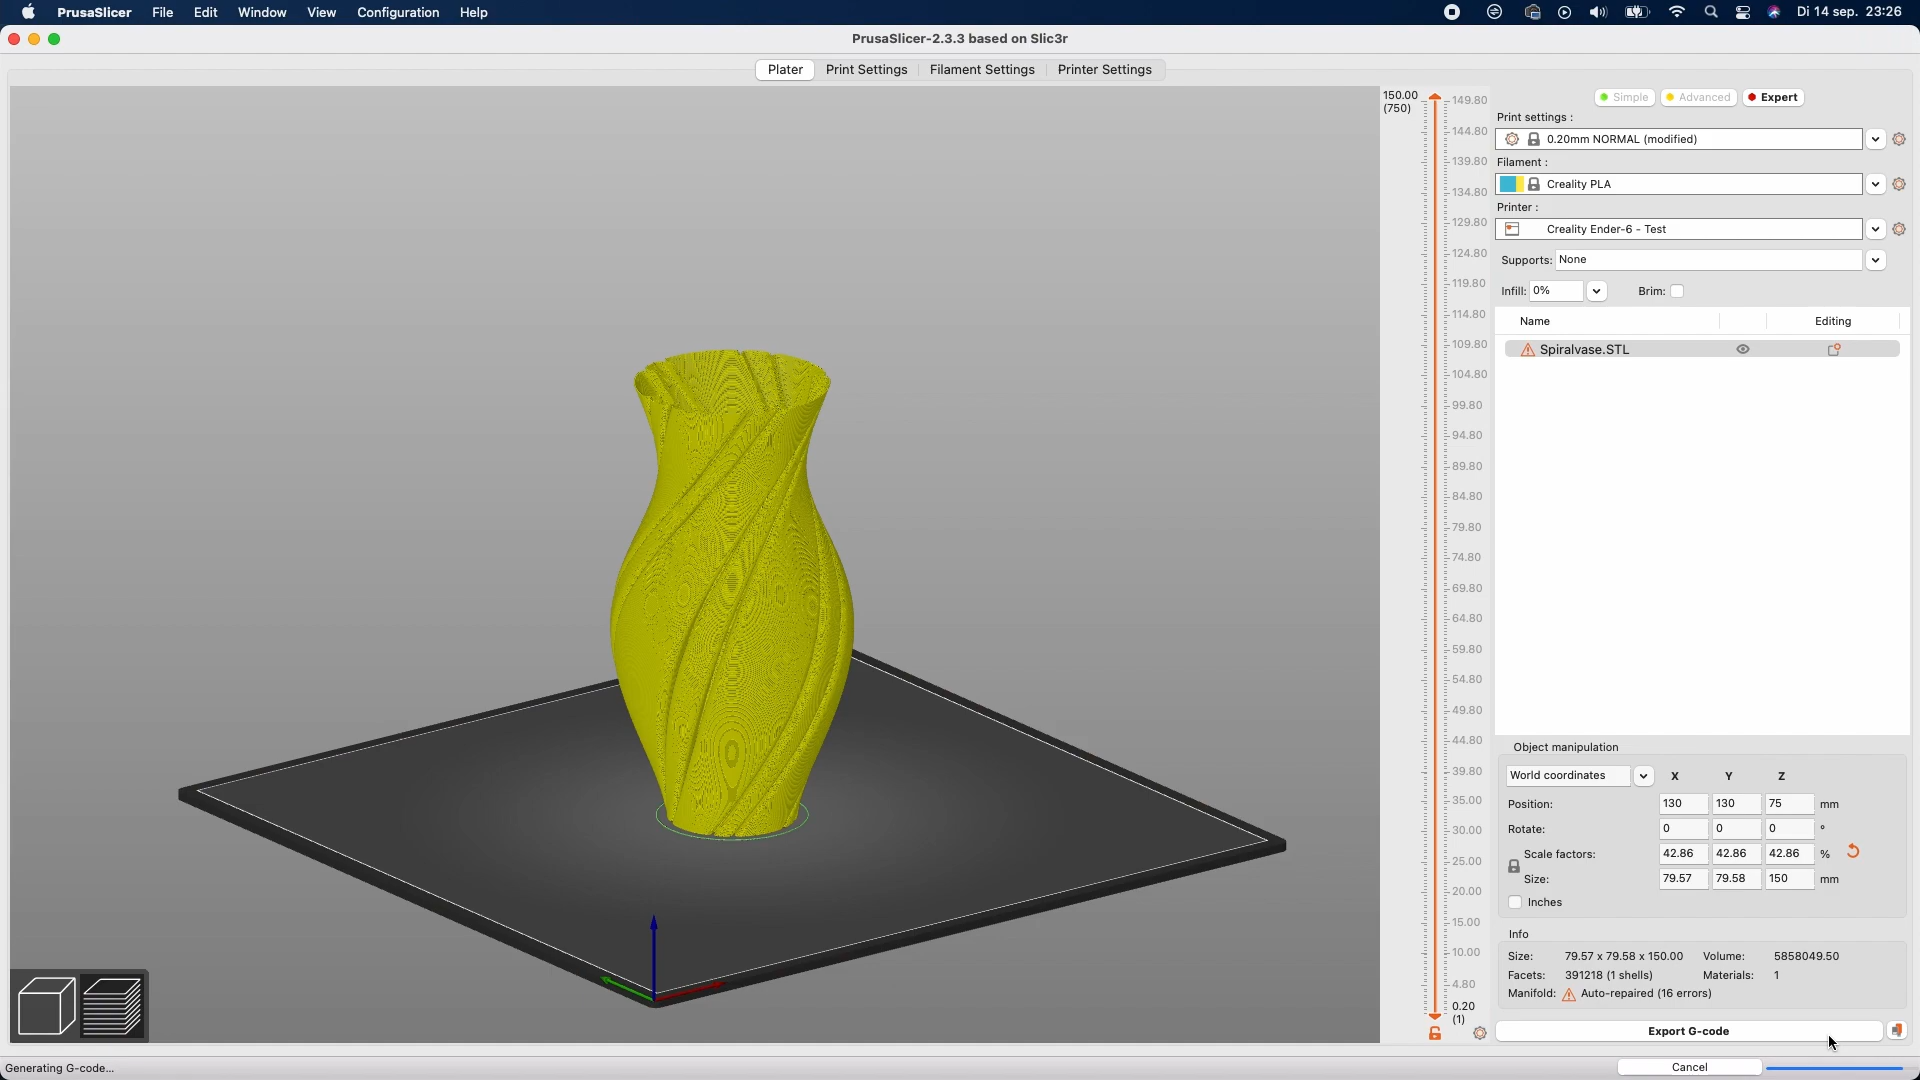 PrusaSlicer File Edit Window View Configuration Help Di 14 sep. 23:26
PrusaSlicer-2.3.3 based on Slic3r
Plater Print Settings Filament Settings Printer Settings
Simple Advanced Expert
Print settings :
0.20mm NORMAL (modified)
Filament :
Creality PLA
Printer :
Creality Ender-6 - Test
Supports: None
Infill: 0% Brim:
Name Editing
Spiralvase.STL
150.00
(750)
149.80
144.80
139.80
134.80
129.80
124.80
119.80
114.80
109.80
104.80
99.80
94.80
89.80
84.80
79.80
74.80
69.80
64.80
59.80
54.80
49.80
44.80
39.80
35.00
30.00
25.00
20.00
15.00
10.00
4.80
0.20
(1)
Object manipulation
World coordinates X Y Z
Position: 130 130 75 mm
Rotate: 0 0 0 °
Scale factors: 42.86 42.86 42.86 %
Size: 79.57 79.58 150 mm
Inches
Info
Size: 79.57 x 79.58 x 150.00 Volume: 5858049.50
Facets: 391218 (1 shells) Materials: 1
Manifold: Auto-repaired (16 errors)
Export G-code
Generating G-code... Cancel